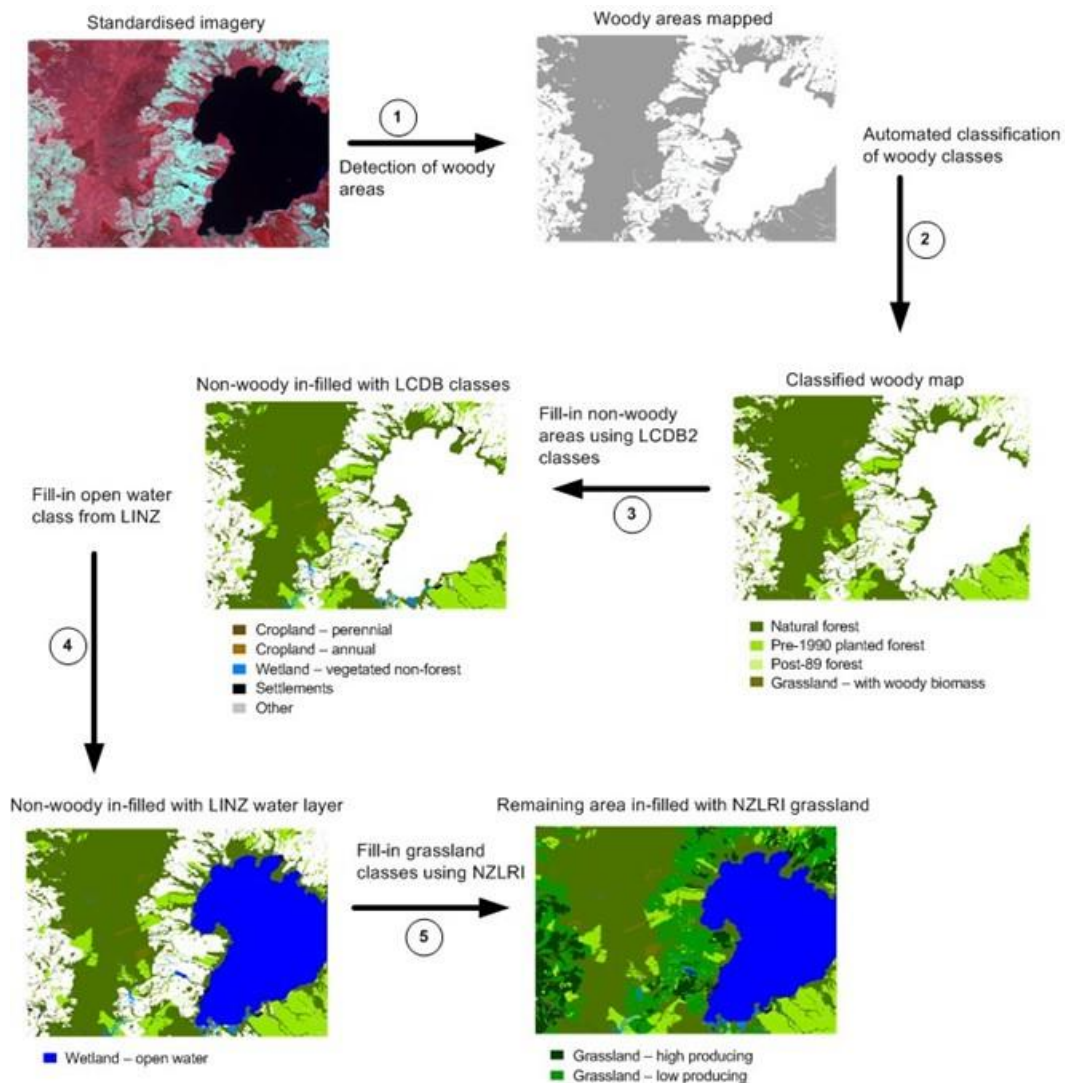 Standardised imagery
Woody areas mapped
1
Detection of woody
areas
Automated classification
of woody classes
2
Classified woody map
Natural forest
Pre-1990 planted forest
Post-89 forest
Grassland – with woody biomass
Fill-in non-woody
areas using LCDB2
classes
3
Non-woody in-filled with LCDB classes
Cropland – perennial
Cropland – annual
Wetland – vegetated non-forest
Settlements
Other
Fill-in open water
class from LINZ
4
Non-woody in-filled with LINZ water layer
Wetland – open water
Fill-in grassland
classes using NZLRI
5
Remaining area in-filled with NZLRI grassland
Grassland – high producing
Grassland – low producing